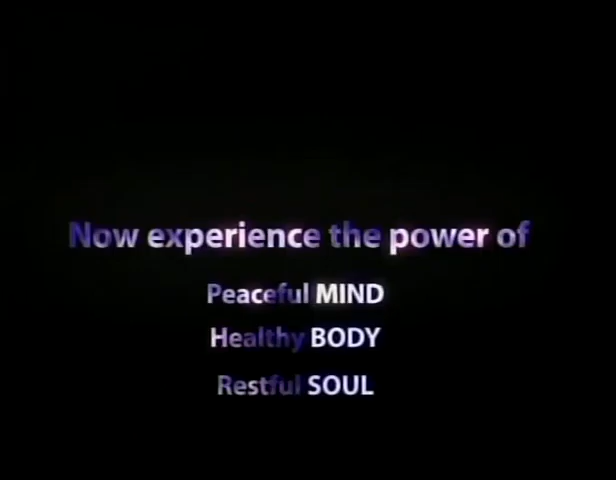 Now experience the power of
Peaceful MIND
Healthy BODY
Restful SOUL